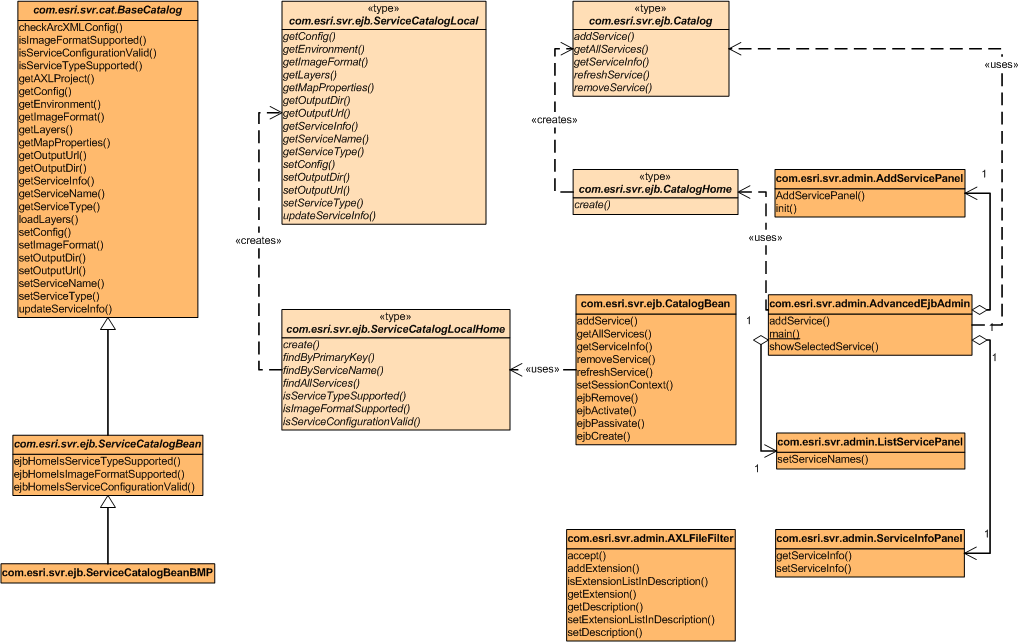 com.esri.svr.cat.BaseCatalog
checkArcXMLConfig()
isImageFormatSupported()
isServiceConfigurationValid()
isServiceTypeSupported()
getAXLProject()
getConfig()
getEnvironment()
getImageFormat()
getLayers()
getMapProperties()
getOutputUrl()
getOutputDir()
getServiceInfo()
getServiceName()
getServiceType()
loadLayers()
setConfig()
setImageFormat()
setOutputDir()
setOutputUrl()
setServiceName()
setServiceType()
updateServiceInfo()
com.esri.svr.ejb.ServiceCatalogBean
ejbHomeIsServiceTypeSupported()
ejbHomeIsImageFormatSupported()
ejbHomeIsServiceConfigurationValid()
com.esri.svr.ejb.ServiceCatalogBeanBMP
«type»
com.esri.svr.ejb.ServiceCatalogLocal
getConfig()
getEnvironment()
getImageFormat()
getLayers()
getMapProperties()
getOutputDir()
getOutputUrl()
getServiceInfo()
getServiceName()
getServiceType()
setConfig()
setOutputDir()
setOutputUrl()
setServiceType()
updateServiceInfo()
«creates»
«type»
com.esri.svr.ejb.ServiceCatalogLocalHome
create()
findByPrimaryKey()
findByServiceName()
findAllServices()
isServiceTypeSupported()
isImageFormatSupported()
isServiceConfigurationValid()
«uses»
«type»
com.esri.svr.ejb.Catalog
addService()
getAllServices()
getServiceInfo()
refreshService()
removeService()
«uses»
«creates»
«type»
com.esri.svr.ejb.CatalogHome
create()
«uses»
com.esri.svr.ejb.CatalogBean
addService()
getAllServices()
getServiceInfo()
removeService()
refreshService()
setSessionContext()
ejbRemove()
ejbActivate()
ejbPassivate()
ejbCreate()
com.esri.svr.admin.AddServicePanel
AddServicePanel()
init()
1
com.esri.svr.admin.AdvancedEjbAdmin
addService()
main()
showSelectedService()
1
1
com.esri.svr.admin.ListServicePanel
setServiceNames()
1
com.esri.svr.admin.AXLFileFilter
accept()
addExtension()
isExtensionListInDescription()
getExtension()
getDescription()
setExtensionListInDescription()
setDescription()
com.esri.svr.admin.ServiceInfoPanel
getServiceInfo()
setServiceInfo()
1